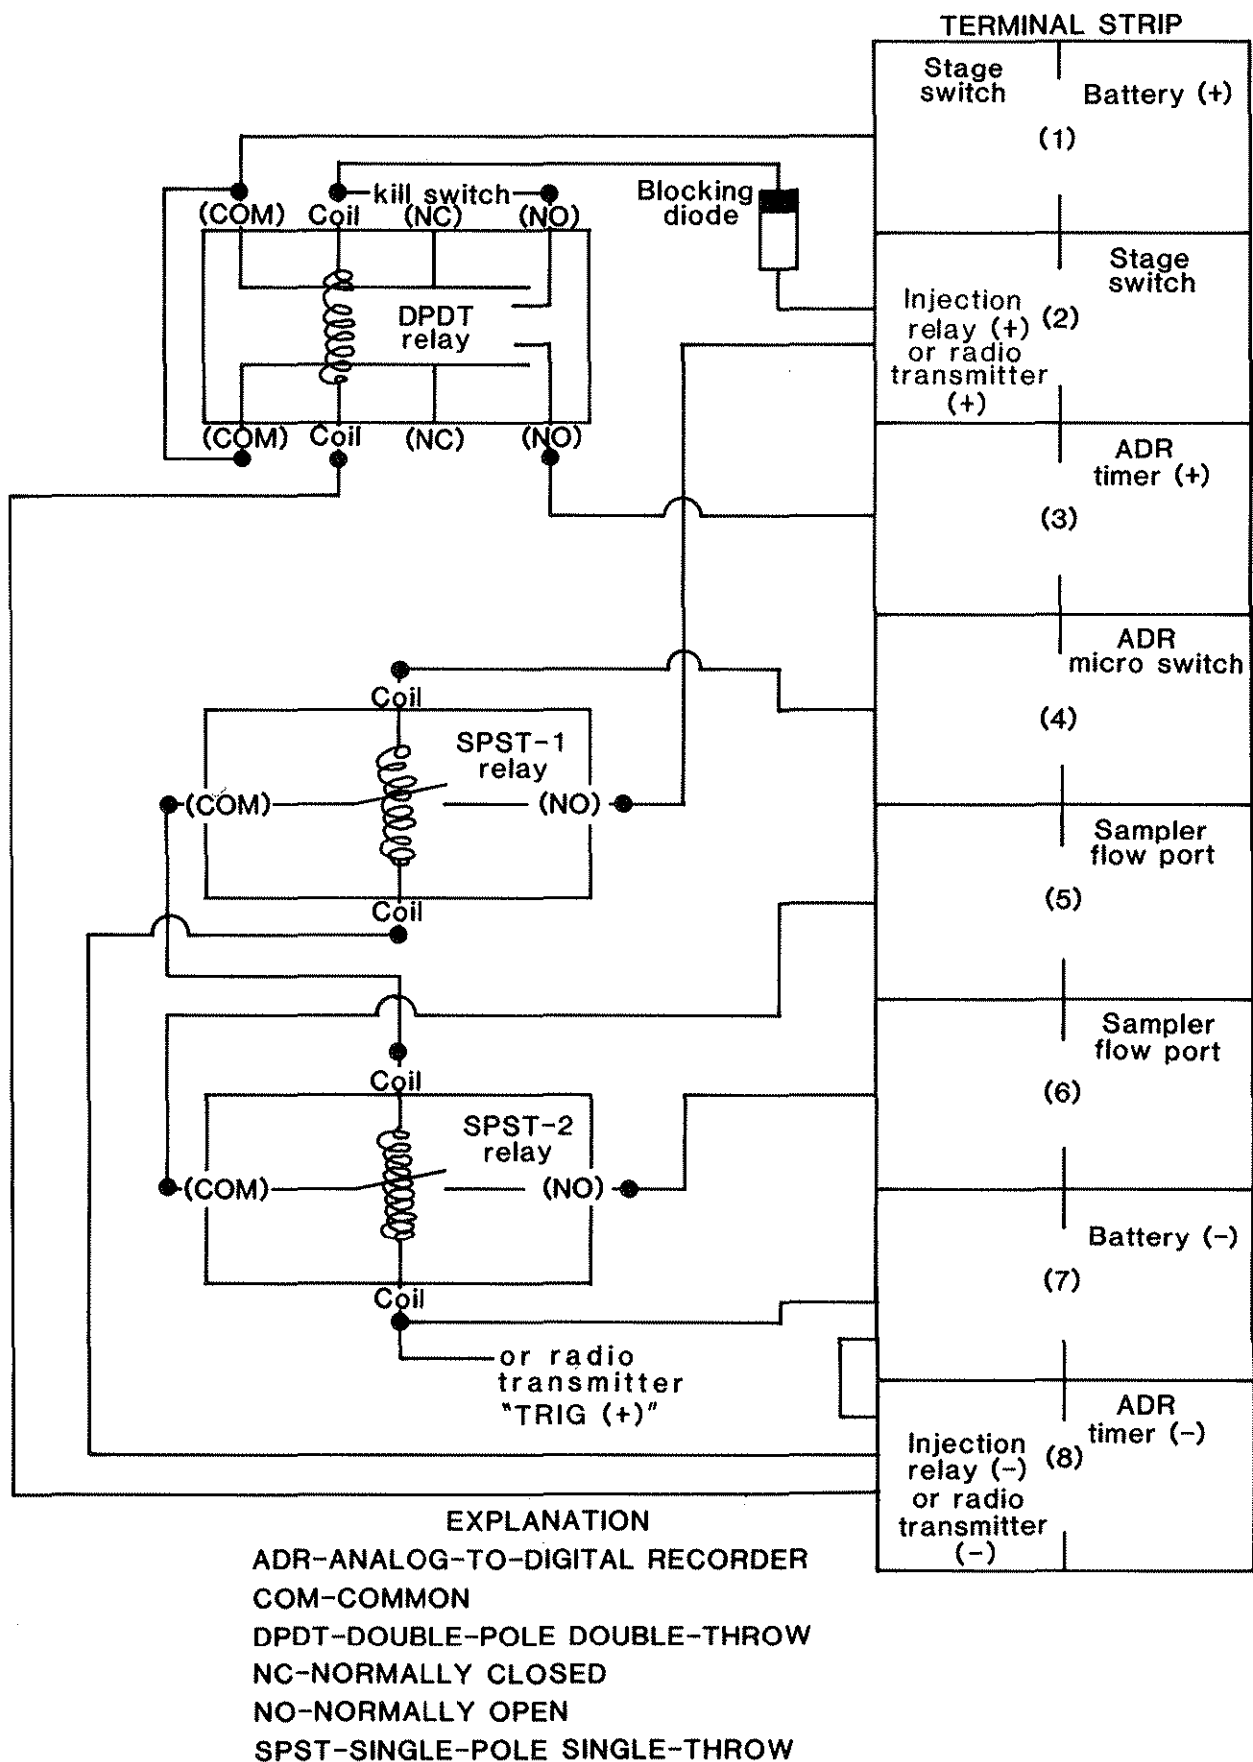 TERMINAL STRIP
Stage
switch
Battery (+)
(1)
kill switch
(COM)
Coil
(NC)
(NO)
Blocking
diode
DPDT
relay
(COM)
Coil
(NC)
(NO)
Stage
switch
Injection
relay (+)
or radio
transmitter
(+)
(2)
ADR
timer (+)
(3)
ADR
micro switch
(4)
Coil
SPST-1
relay
(COM)
(NO)
Coil
Sampler
flow port
(5)
Sampler
flow port
(6)
Coil
SPST-2
relay
(COM)
(NO)
Coil
or radio
transmitter
"TRIG (+)"
Battery (-)
(7)
ADR
timer (-)
Injection
relay (-)
or radio
transmitter
(-)
(8)
EXPLANATION
ADR-ANALOG-TO-DIGITAL RECORDER
COM-COMMON
DPDT-DOUBLE-POLE DOUBLE-THROW
NC-NORMALLY CLOSED
NO-NORMALLY OPEN
SPST-SINGLE-POLE SINGLE-THROW